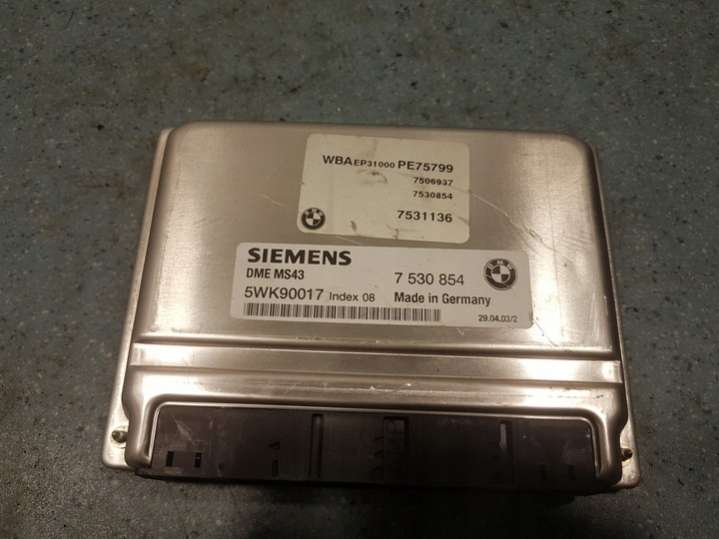 WBAEP31000PE75799
7506937
7530854
7531136
SIEMENS
DME MS43
7 530 854
5WK90017 Index 08
Made in Germany
29.04.03/2